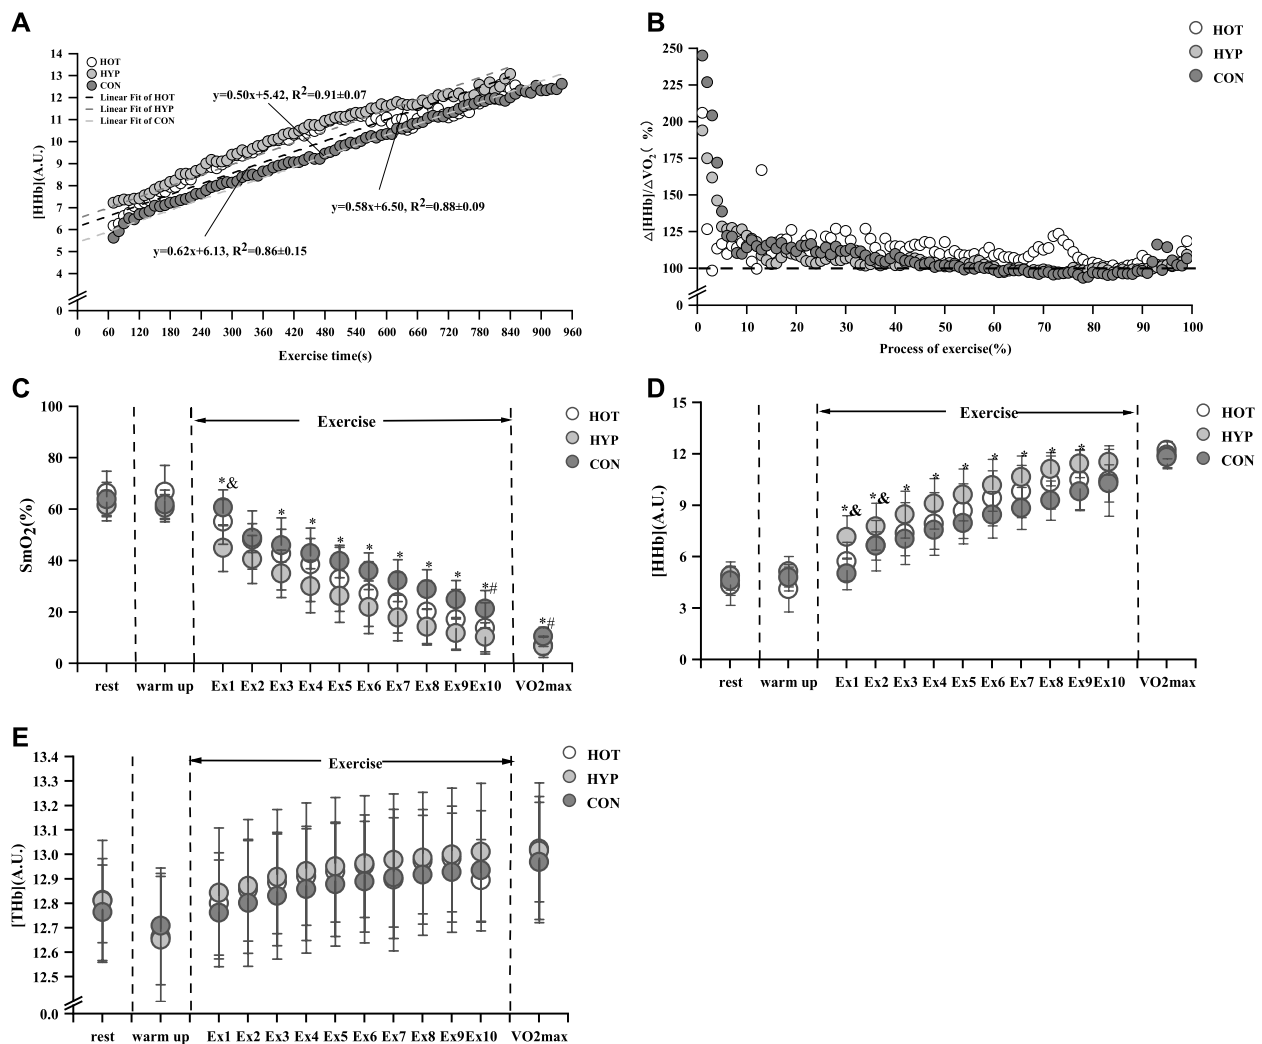 A
[HHb](A.U.)
14
13
12
11
10
9
8
7
6
5
4
0
HOT
HYP
CON
Linear Fit of HOT
Linear Fit of HYP
Linear Fit of CON
y=0.50x+5.42, R2=0.91±0.07
y=0.58x+6.50, R2=0.88±0.09
y=0.62x+6.13, R2=0.86±0.15
0 60 120 180 240 300 360 420 480 540 600 660 720 780 840 900 960
Exercise time(s)
B
△[HHb]/△VO2( %)
250
225
200
175
150
125
100
0
HOT
HYP
CON
0 10 20 30 40 50 60 70 80 90 100
Process of exercise(%)
C
SmO2(%)
100
80
60
40
20
0
Exercise
HOT
HYP
CON
*&
*
*
*
*
*
*
*
*#
*#
rest warm up Ex1 Ex2 Ex3 Ex4 Ex5 Ex6 Ex7 Ex8 Ex9 Ex10 VO2max
D
[HHb](A.U.)
15
12
9
6
3
0
Exercise
HOT
HYP
CON
*&
*&
*
*
*
*
*
*
*
rest warm up Ex1 Ex2 Ex3 Ex4 Ex5 Ex6 Ex7 Ex8 Ex9 Ex10 VO2max
E
[THb](A.U.)
13.4
13.3
13.2
13.1
13.0
12.9
12.8
12.7
12.6
12.5
0.0
Exercise
HOT
HYP
CON
rest warm up Ex1 Ex2 Ex3 Ex4 Ex5 Ex6 Ex7 Ex8 Ex9 Ex10 VO2max